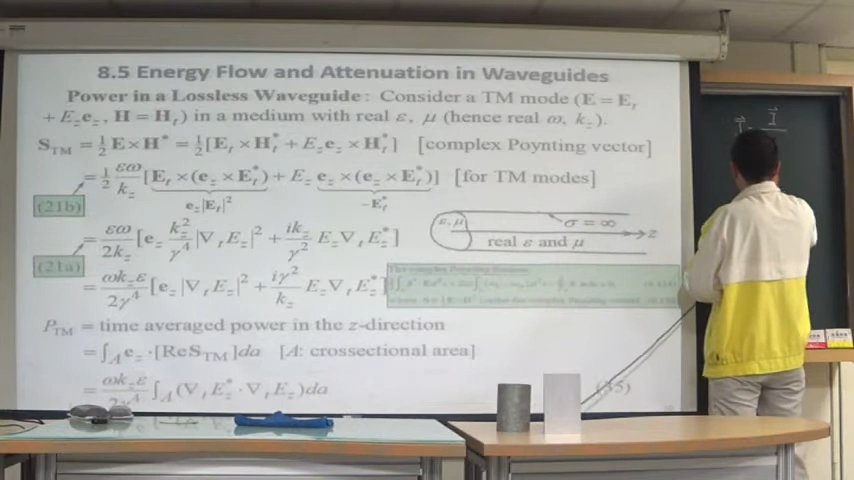 8.5 Energy Flow and Attenuation in Waveguides
Power in a Lossless Waveguide: Consider a TM mode (E = E_t
+ E_z e_z, H = H_t) in a medium with real ε, μ (hence real ω, k_z).
S_TM = ½ E × H* = ½[E_t × H_t* + E_z e_z × H_t*] [complex Poynting vector]
= ½ εω/k_z [E_t × (e_z × E_t*) + E_z e_z × (e_z × E_t*)] [for TM modes]
(21b) e_z|E_t|² −E_t*
= εω/2k_z [e_z k_z²/γ⁴ |∇_t E_z|² + ik_z/γ² E_z ∇_t E_z*]
ε, μ σ = ∞ z
real ε and μ
(21a)
= ωk_z ε/2γ⁴ [e_z |∇_t E_z|² + iγ²/k_z E_z ∇_t E_z*]
P_TM = time averaged power in the z-direction
= ∫_A e_z · [Re S_TM] da [A: crossectional area]
= ωk_z ε/2γ⁴ ∫_A (∇_t E_z* · ∇_t E_z) da